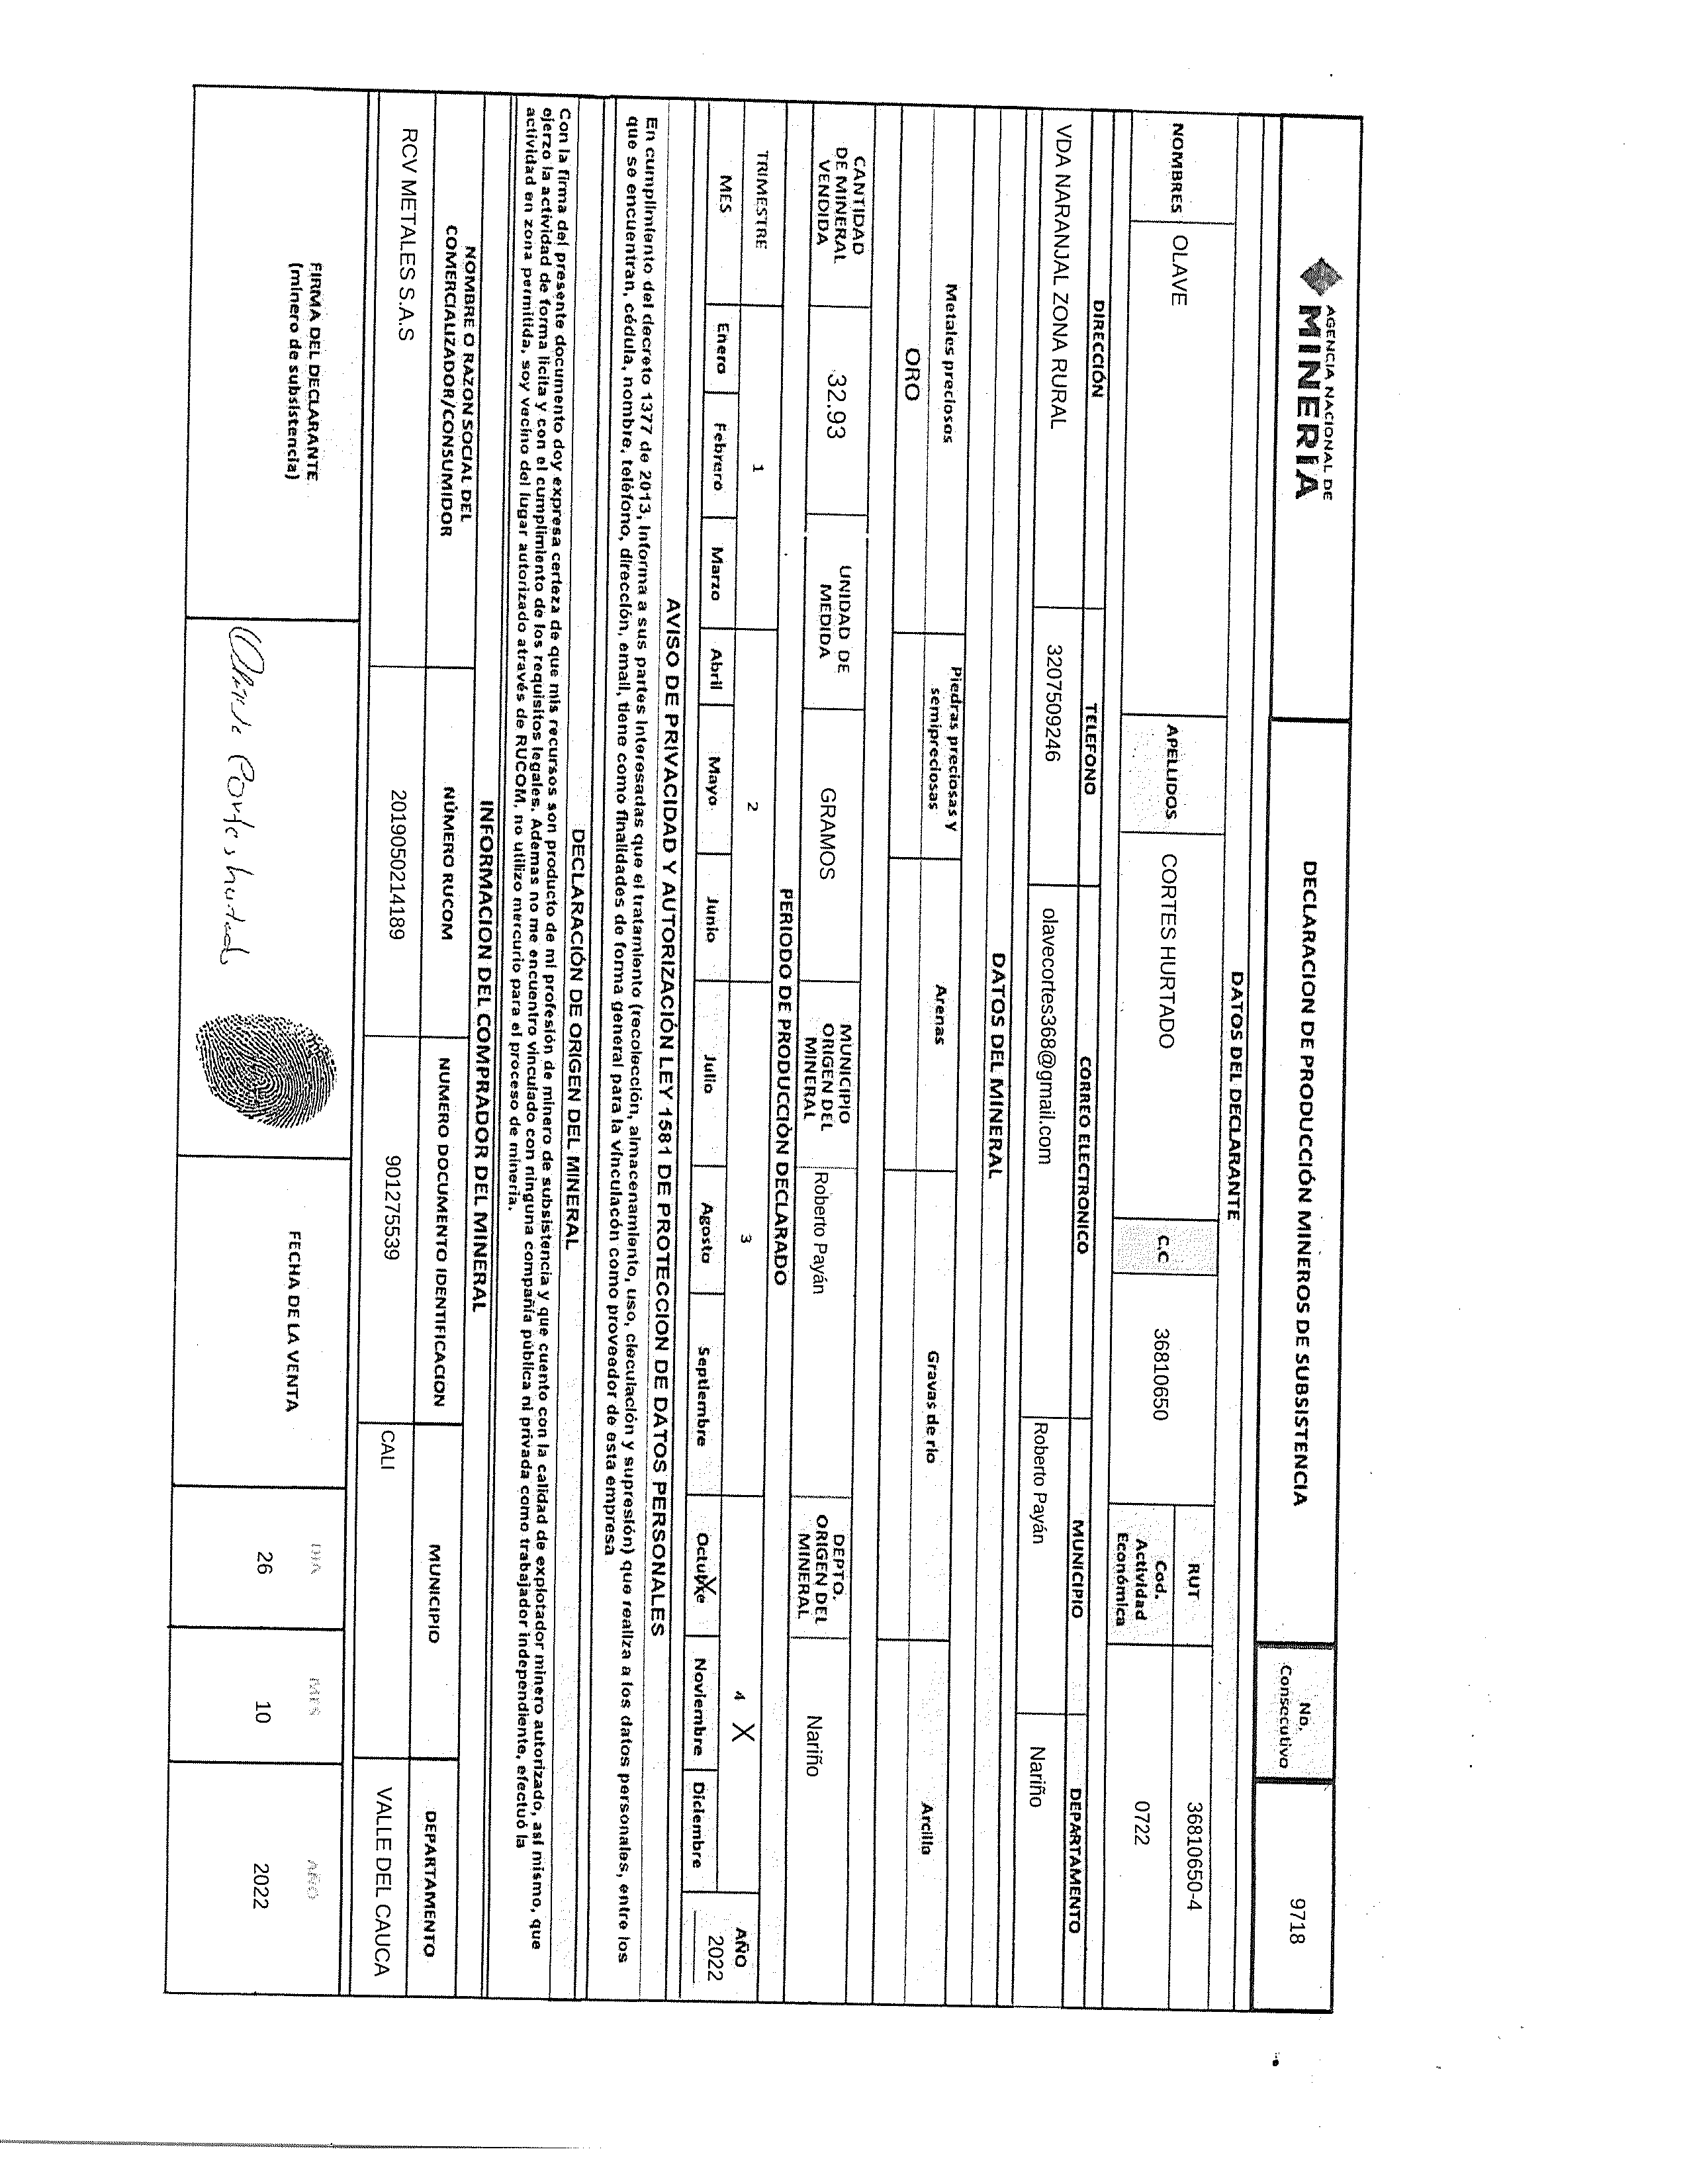 AGENCIA NACIONAL DE
MINERÍA
DECLARACION DE PRODUCCIÓN MINEROS DE SUBSISTENCIA
No.
Consecutivo
9718
DATOS DEL DECLARANTE
NOMBRES
OLAVE
APELLIDOS
CORTES HURTADO
C.C
36810650
RUT
36810650-4
Cod.
Actividad
Económica
0722
DIRECCIÓN
TELEFONO
CORREO ELECTRONICO
MUNICIPIO
DEPARTAMENTO
VDA NARANJAL ZONA RURAL
3207509246
olavecortes368@gmail.com
Roberto Payán
Nariño
DATOS DEL MINERAL
Metales preciosos
Piedras preciosas y
semipreciosas
Arenas
Gravas de río
Arcilla
ORO
CANTIDAD
DE MINERAL
VENDIDA
32.93
UNIDAD DE
MEDIDA
GRAMOS
MUNICIPIO
ORIGEN DEL
MINERAL
Roberto Payán
DEPTO.
ORIGEN DEL
MINERAL
Nariño
PERIODO DE PRODUCCIÓN DECLARADO
TRIMESTRE
1
2
3
4 X
AÑO
2022
MES
Enero
Febrero
Marzo
Abril
Mayo
Junio
Julio
Agosto
Septiembre
Octubre X
Noviembre
Diciembre
AVISO DE PRIVACIDAD Y AUTORIZACIÓN LEY 1581 DE PROTECCION DE DATOS PERSONALES
En cumplimiento del decreto 1377 de 2013, Informa a sus partes interesadas que el tratamiento (recolección, almacenamiento, uso, cieculación y supresión) que realiza a los datos personales, entre los
que se encuentran, cédula, nombre, teléfono, dirección, email, tiene como finalidades de forma general para la vinculacón como proveedor de esta empresa
DECLARACIÓN DE ORIGEN DEL MINERAL
Con la firma del presente documento doy expresa certeza de que mis recursos son producto de mi profesión de minero de subsistencia y que cuento con la calidad de explotador minero autorizado, así mismo, que
ejerzo la actividad de forma lícita y con el cumplimiento de los requisitos legales. Ademas no me encuentro vinculado con ninguna compañía pública ni privada como trabajador independiente, efectuó la
actividad en zona permitida, soy vecino del lugar autorizado através de RUCOM, no utilizo mercurio para el proceso de mineria.
INFORMACION DEL COMPRADOR DEL MINERAL
NOMBRE O RAZON SOCIAL DEL
COMERCIALIZADOR/CONSUMIDOR
NÚMERO RUCOM
NUMERO DOCUMENTO IDENTIFICACION
MUNICIPIO
DEPARTAMENTO
RCV METALES S.A.S
2019050214189
901275539
CALI
VALLE DEL CAUCA
FIRMA DEL DECLARANTE
(minero de subsistencia)
Olave Cortes hurtado
FECHA DE LA VENTA
DIA
MES
AÑO
26
10
2022